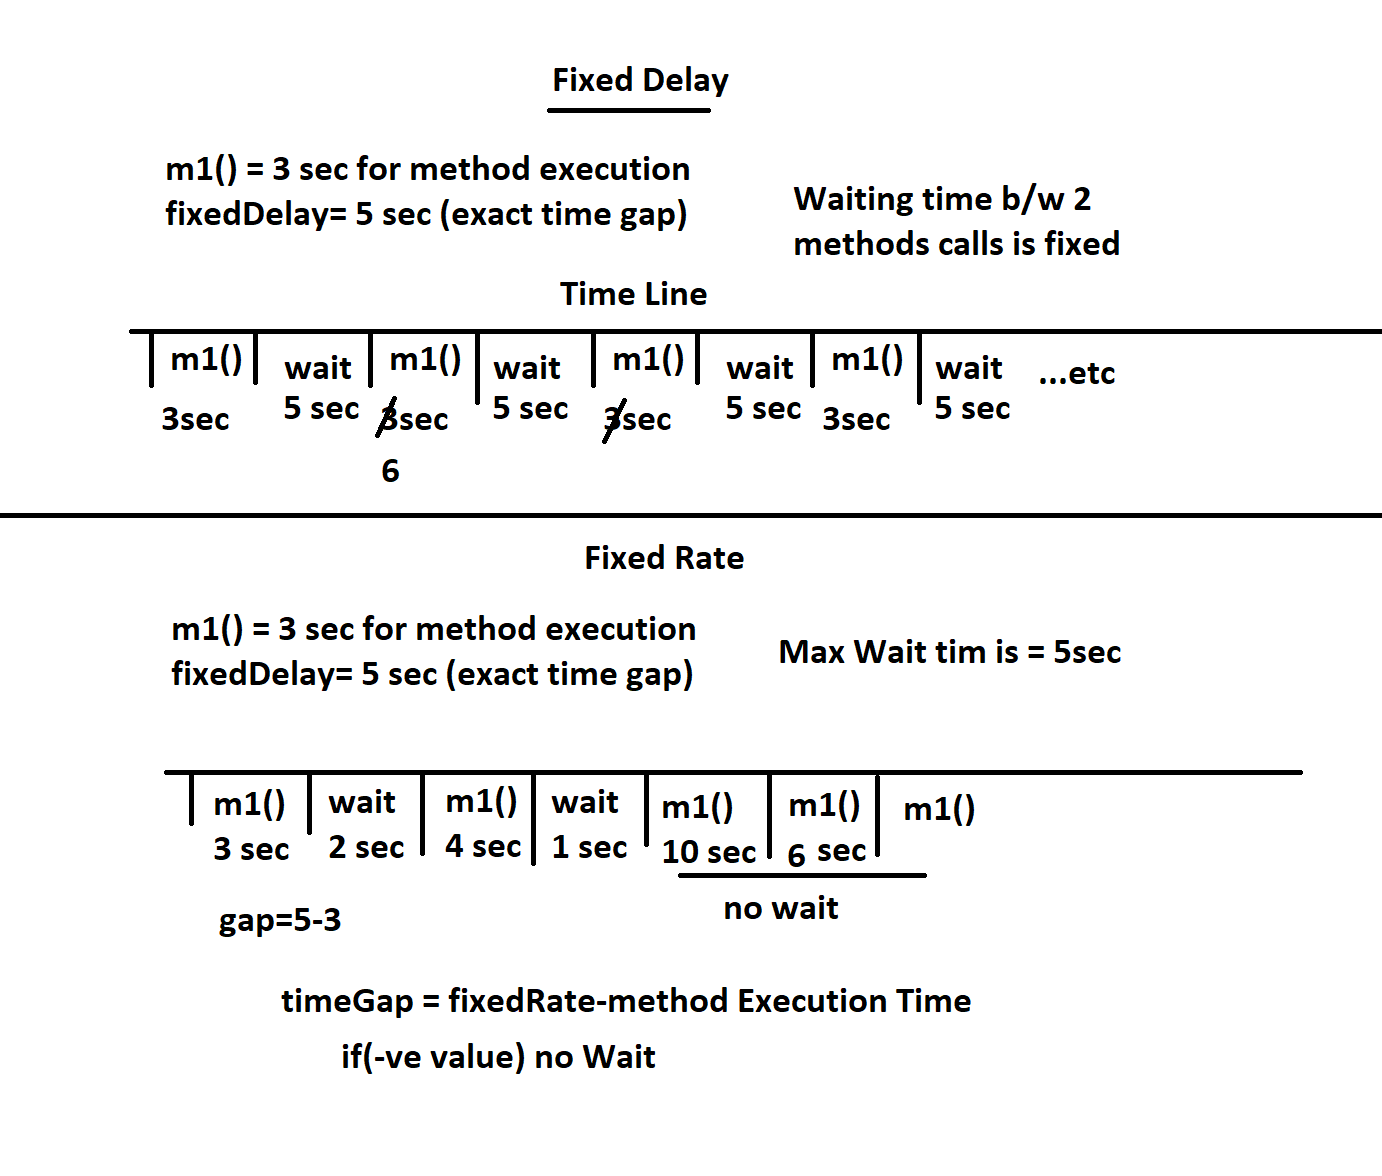 Fixed Delay
m1() = 3 sec for method execution
fixedDelay= 5 sec (exact time gap)
Waiting time b/w 2
methods calls is fixed
Time Line
m1() wait m1() wait m1() wait m1() wait ...etc
3sec 5 sec 3sec 5 sec 3sec 5 sec 3sec 5 sec
6
Fixed Rate
m1() = 3 sec for method execution
fixedDelay= 5 sec (exact time gap)
Max Wait tim is = 5sec
m1() wait m1() wait m1() m1() m1()
3 sec 2 sec 4 sec 1 sec 10 sec 6 sec
no wait
gap=5-3
timeGap = fixedRate-method Execution Time
if(-ve value) no Wait